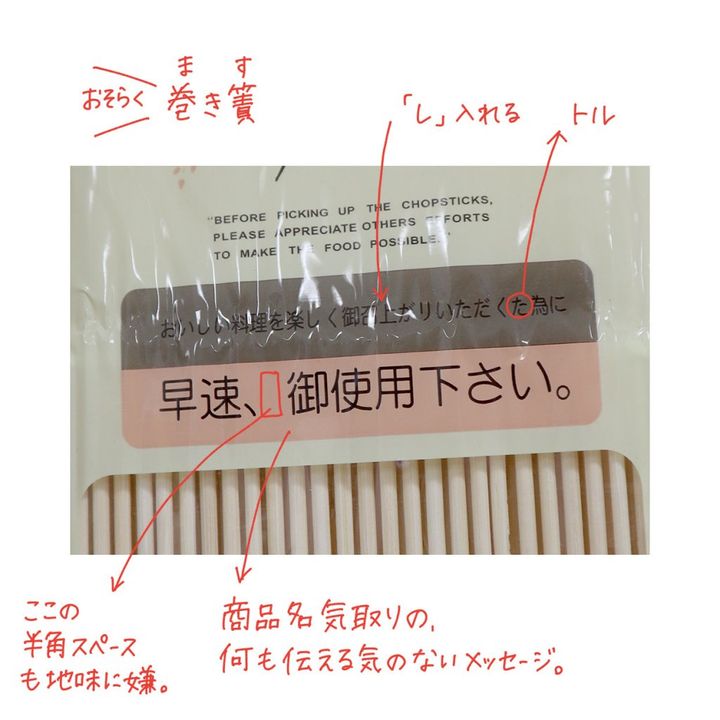 ま す
おそらく 巻き簀
「し」入れる トル
"BEFORE PICKING UP THE CHOPSTICKS,
PLEASE APPRECIATE OTHERS EFFORTS
TO MAKE THE FOOD POSSIBLE."
おいしい料理を楽しく御召上がりいただくた為に
早速、 御使用下さい。
ここの
半角スペース
も地味に嫌。
商品名気取りの、
何も伝える気のないメッセージ。